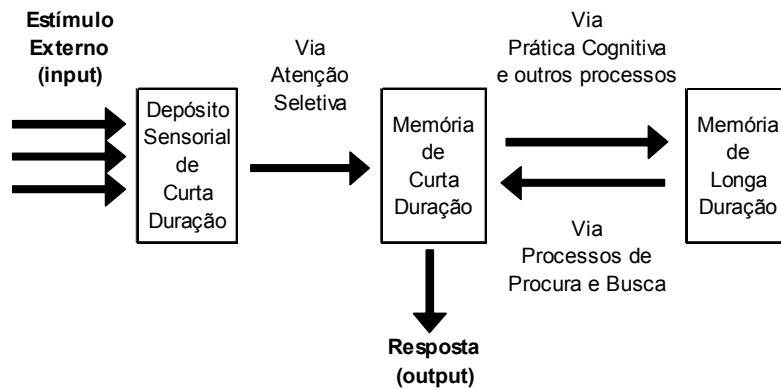 Estímulo
Externo
(input)
Depósito
Sensorial
de
Curta
Duração
Via
Atenção
Seletiva
Memória
de
Curta
Duração
Via
Prática Cognitiva
e outros processos
Memória
de
Longa
Duração
Via
Processos de
Procura e Busca
Resposta
(output)